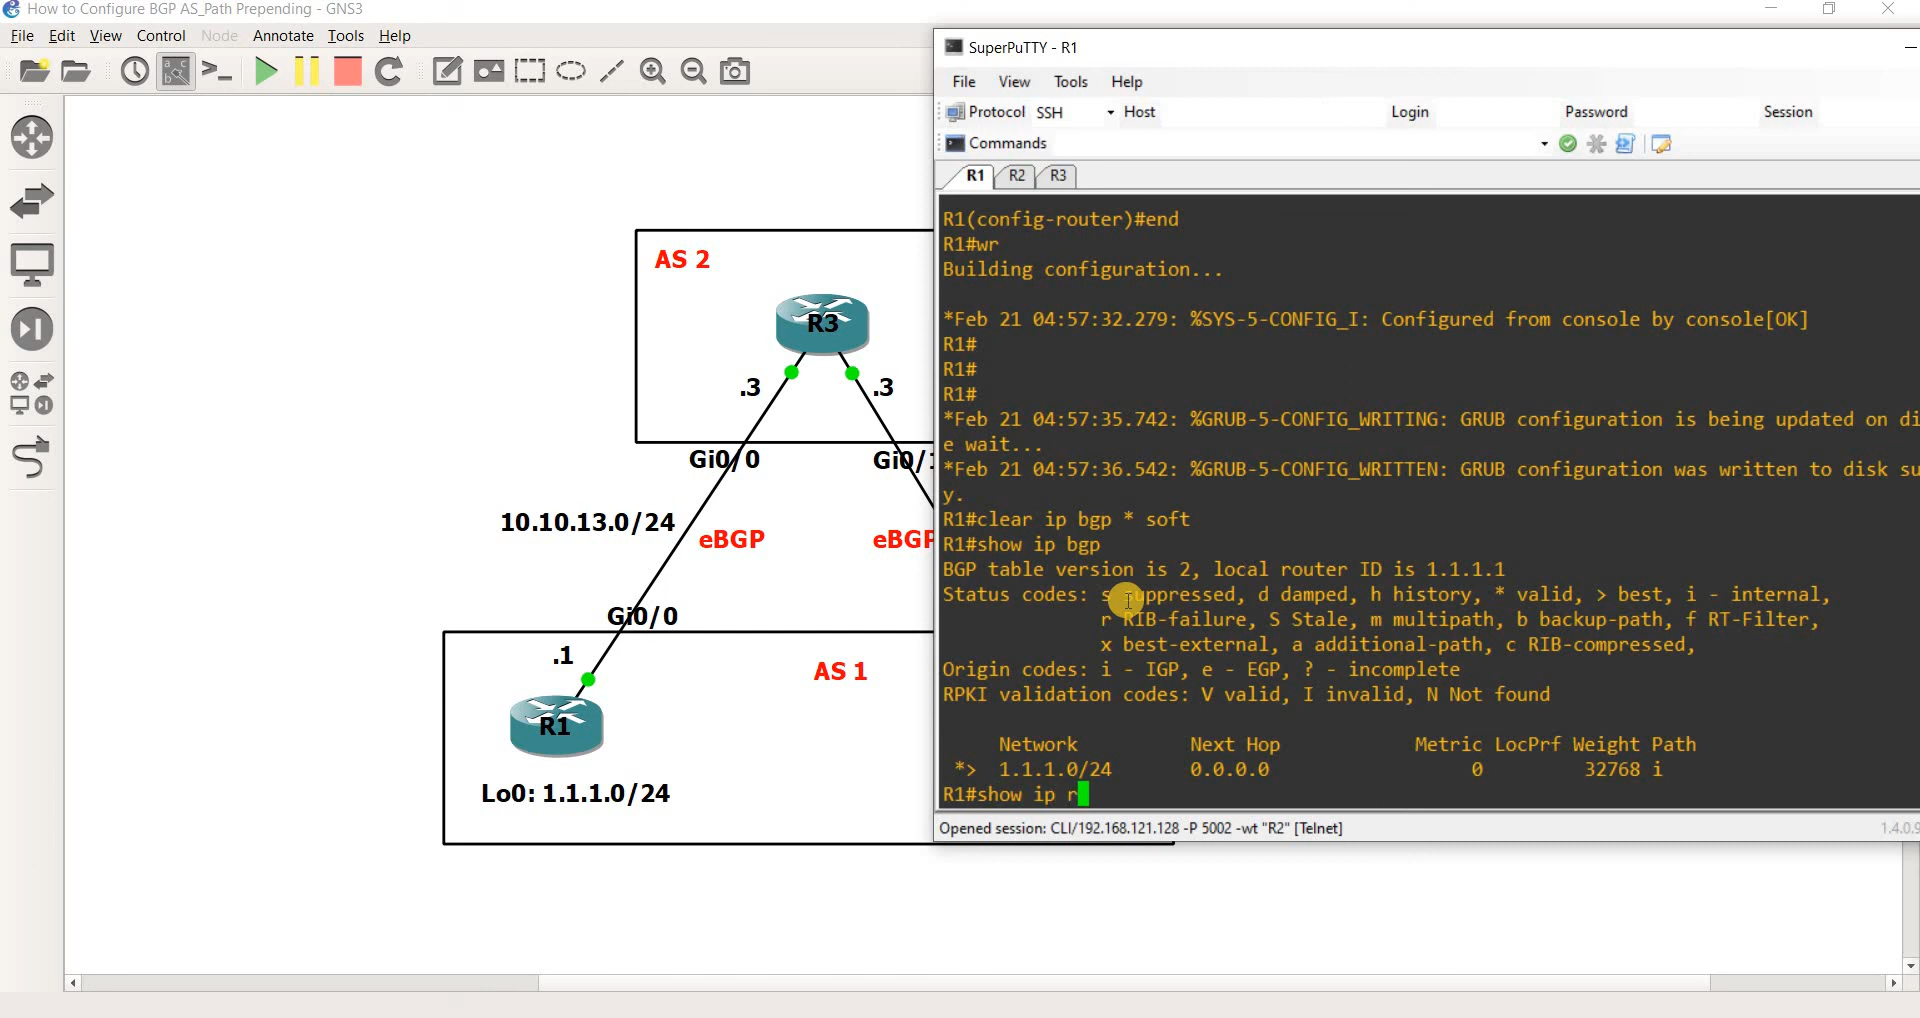 How to Configure BGP AS_Path Prepending - GNS3
File Edit View Control Node Annotate Tools Help
SuperPuTTY - R1
File View Tools Help
Protocol SSH Host Login Password Session
Commands
R1 R2 R3
R1(config-router)#end
R1#wr
Building configuration...
*Feb 21 04:57:32.279: %SYS-5-CONFIG_I: Configured from console by console[OK]
R1#
R1#
R1#
*Feb 21 04:57:35.742: %GRUB-5-CONFIG_WRITING: GRUB configuration is being updated on di
e wait...
*Feb 21 04:57:36.542: %GRUB-5-CONFIG_WRITTEN: GRUB configuration was written to disk su
y.
R1#clear ip bgp * soft
R1#show ip bgp
BGP table version is 2, local router ID is 1.1.1.1
Status codes: s suppressed, d damped, h history, * valid, > best, i - internal,
r RIB-failure, S Stale, m multipath, b backup-path, f RT-Filter,
x best-external, a additional-path, c RIB-compressed,
Origin codes: i - IGP, e - EGP, ? - incomplete
RPKI validation codes: V valid, I invalid, N Not found
Network Next Hop Metric LocPrf Weight Path
*> 1.1.1.0/24 0.0.0.0 0 32768 i
R1#show ip r
Opened session: CLI/192.168.121.128 -P 5002 -wt "R2" [Telnet]
1.4.0.9
AS 2
R3
.3 .3
Gi0/0 Gi0/1
10.10.13.0/24
eBGP eBGP
Gi0/0
.1
AS 1
R1
Lo0: 1.1.1.0/24